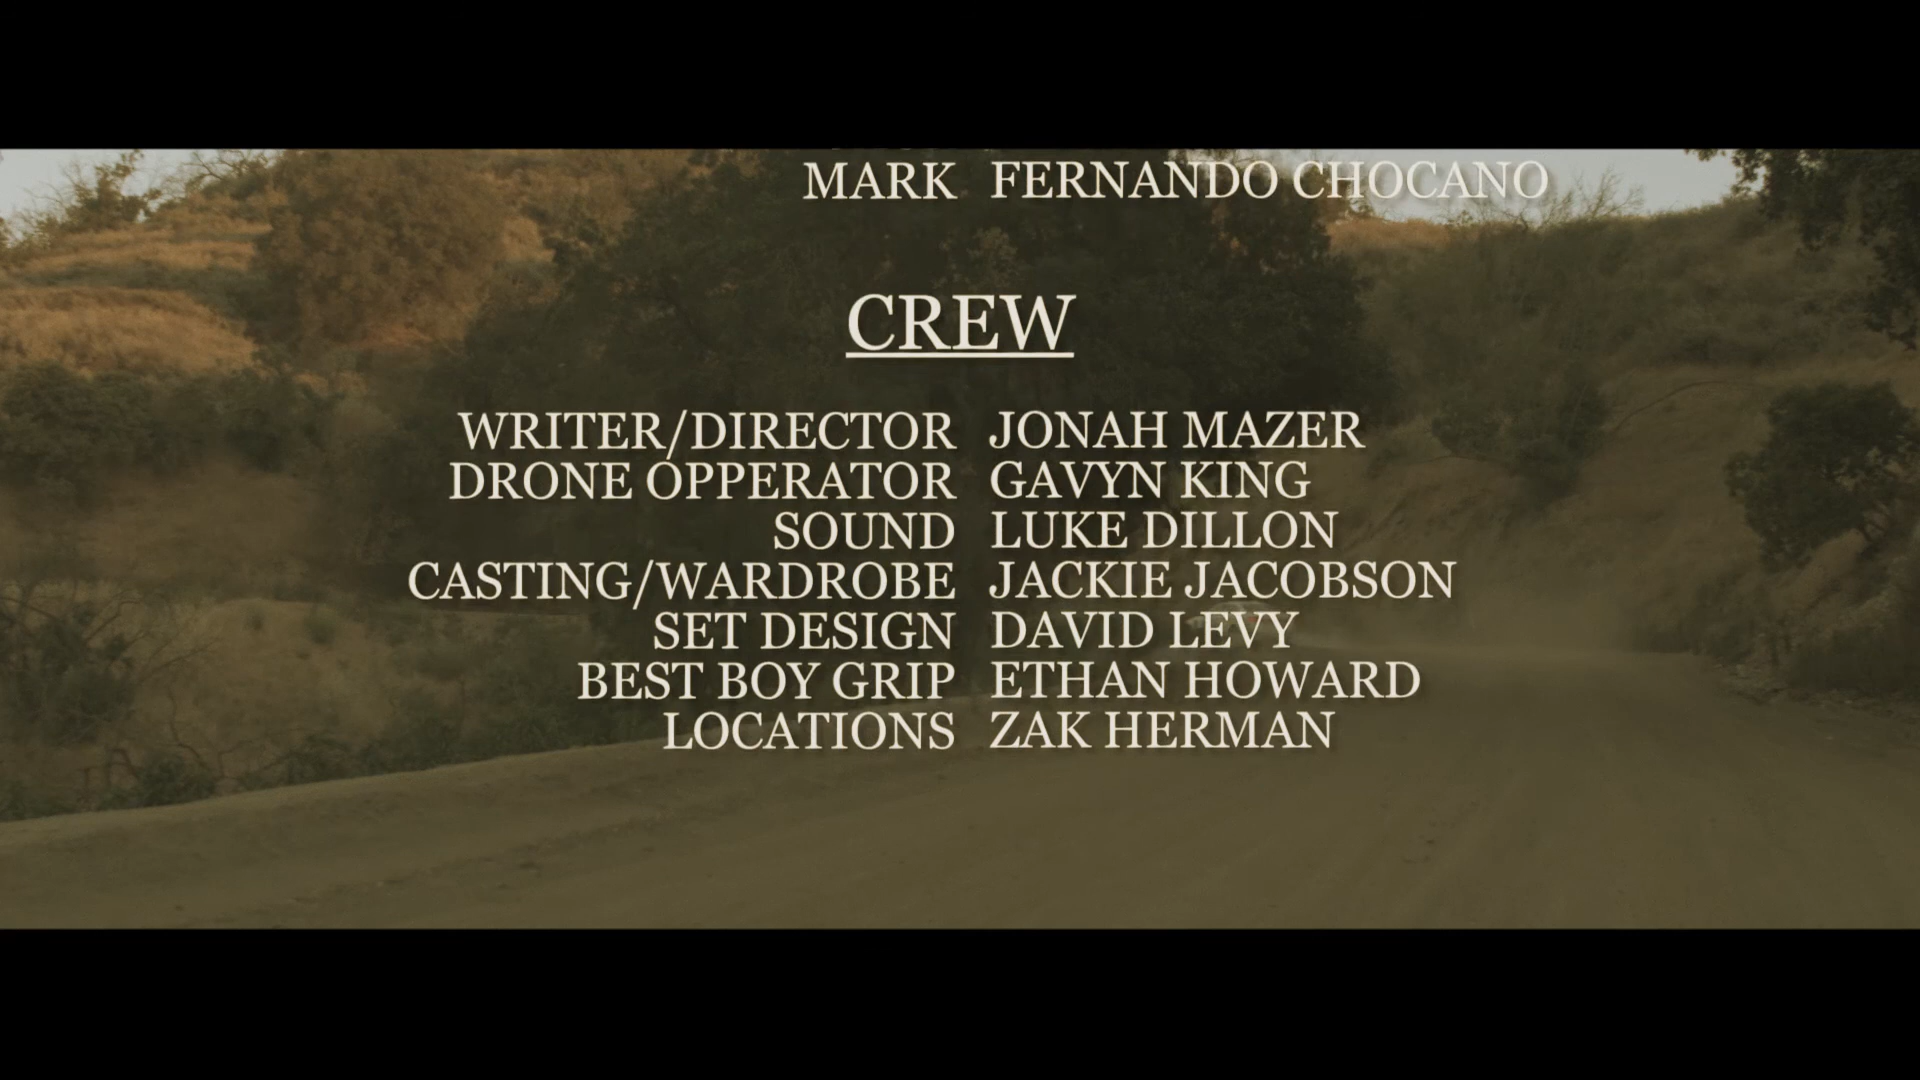 MARK FERNANDO CHOCANO
CREW
WRITER/DIRECTOR JONAH MAZER
DRONE OPPERATOR GAVYN KING
SOUND LUKE DILLON
CASTING/WARDROBE JACKIE JACOBSON
SET DESIGN DAVID LEVY
BEST BOY GRIP ETHAN HOWARD
LOCATIONS ZAK HERMAN